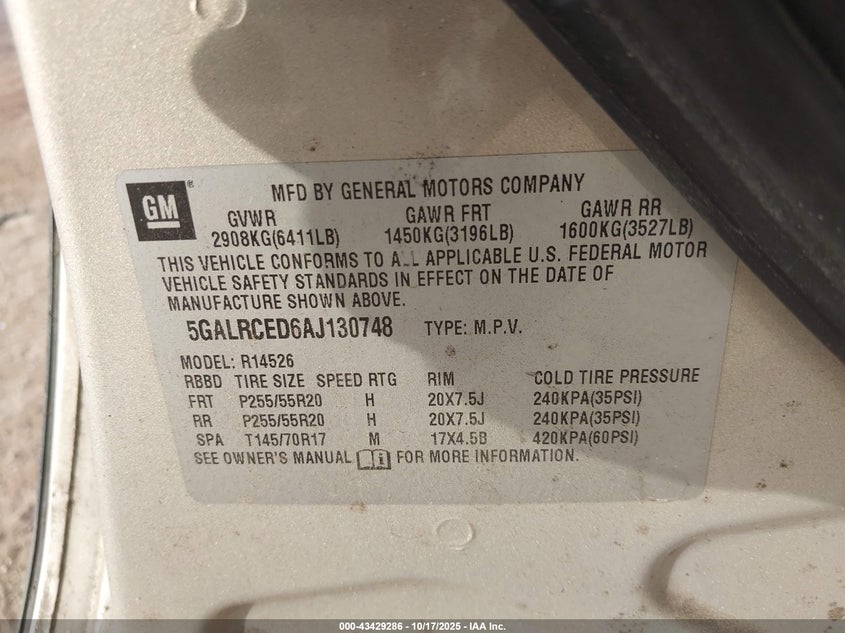 GM ®
MFD BY GENERAL MOTORS COMPANY
GVWR GAWR FRT GAWR RR
2908KG(6411LB) 1450KG(3196LB) 1600KG(3527LB)
THIS VEHICLE CONFORMS TO ALL APPLICABLE U.S. FEDERAL MOTOR
VEHICLE SAFETY STANDARDS IN EFFECT ON THE DATE OF
MANUFACTURE SHOWN ABOVE.
5GALRCED6AJ130748 TYPE: M.P.V.
MODEL: R14526
RBBD TIRE SIZE SPEED RTG RIM COLD TIRE PRESSURE
FRT P255/55R20 H 20X7.5J 240KPA(35PSI)
RR P255/55R20 H 20X7.5J 240KPA(35PSI)
SPA T145/70R17 M 17X4.5B 420KPA(60PSI)
SEE OWNER'S MANUAL FOR MORE INFORMATION.
000-43429286 - 10/17/2025 - IAA Inc.